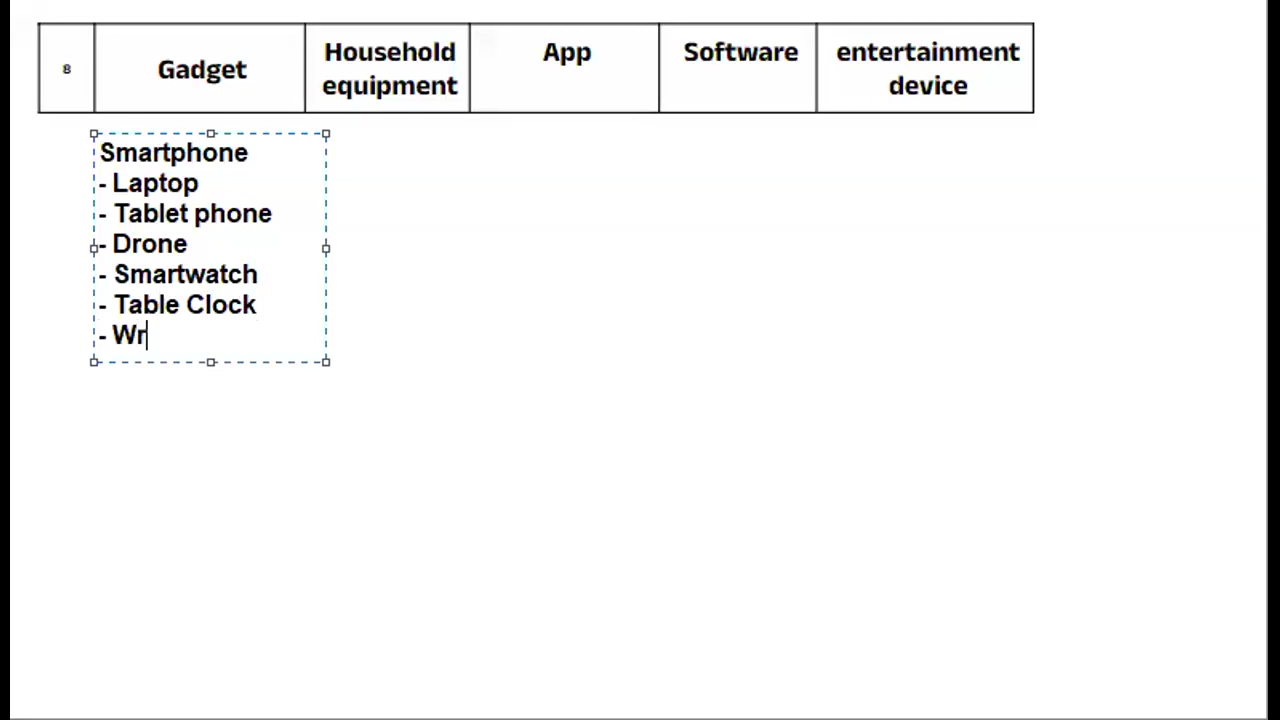 8
Gadget
Household
equipment
App
Software
entertainment
device
Smartphone
- Laptop
- Tablet phone
- Drone
- Smartwatch
- Table Clock
- Wr